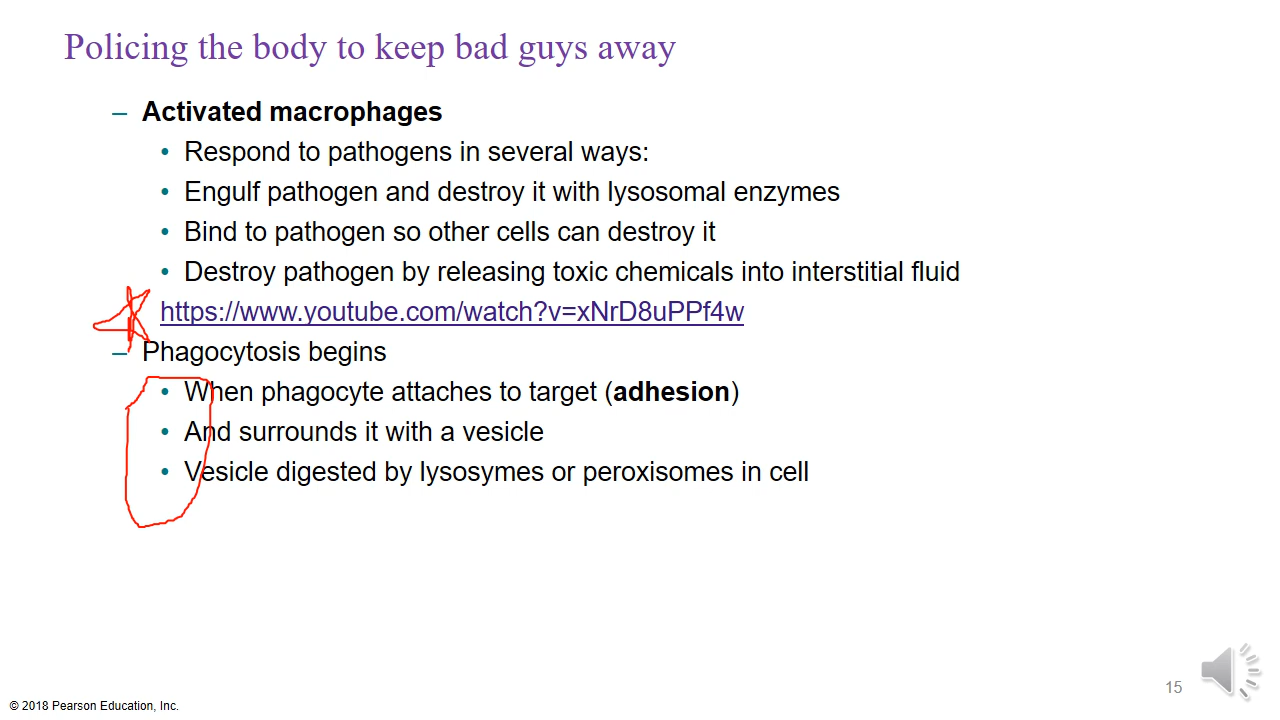 Policing the body to keep bad guys away
– Activated macrophages
• Respond to pathogens in several ways:
• Engulf pathogen and destroy it with lysosomal enzymes
• Bind to pathogen so other cells can destroy it
• Destroy pathogen by releasing toxic chemicals into interstitial fluid
https://www.youtube.com/watch?v=xNrD8uPPf4w
– Phagocytosis begins
• When phagocyte attaches to target (adhesion)
• And surrounds it with a vesicle
• Vesicle digested by lysosymes or peroxisomes in cell
15
© 2018 Pearson Education, Inc.